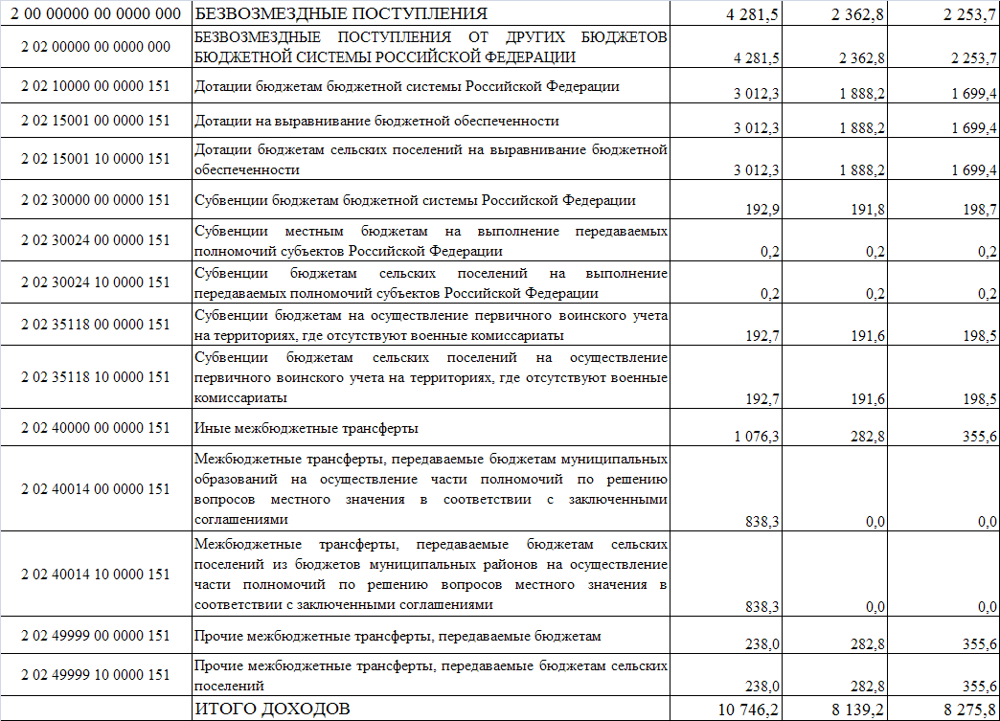 2 00 00000 00 0000 000 БЕЗВОЗМЕЗДНЫЕ ПОСТУПЛЕНИЯ 4 281,5 2 362,8 2 253,7
2 02 00000 00 0000 000 БЕЗВОЗМЕЗДНЫЕ ПОСТУПЛЕНИЯ ОТ ДРУГИХ БЮДЖЕТОВ
БЮДЖЕТНОЙ СИСТЕМЫ РОССИЙСКОЙ ФЕДЕРАЦИИ 4 281,5 2 362,8 2 253,7
2 02 10000 00 0000 151 Дотации бюджетам бюджетной системы Российской Федерации 3 012,3 1 888,2 1 699,4
2 02 15001 00 0000 151 Дотации на выравнивание бюджетной обеспеченности 3 012,3 1 888,2 1 699,4
2 02 15001 10 0000 151 Дотации бюджетам сельских поселений на выравнивание бюджетной
обеспеченности 3 012,3 1 888,2 1 699,4
2 02 30000 00 0000 151 Субвенции бюджетам бюджетной системы Российской Федерации 192,9 191,8 198,7
2 02 30024 00 0000 151 Субвенции местным бюджетам на выполнение передаваемых
полномочий субъектов Российской Федерации 0,2 0,2 0,2
2 02 30024 10 0000 151 Субвенции бюджетам сельских поселений на выполнение
передаваемых полномочий субъектов Российской Федерации 0,2 0,2 0,2
2 02 35118 00 0000 151 Субвенции бюджетам на осуществление первичного воинского учета
на территориях, где отсутствуют военные комиссариаты 192,7 191,6 198,5
2 02 35118 10 0000 151 Субвенции бюджетам сельских поселений на осуществление
первичного воинского учета на территориях, где отсутствуют военные
комиссариаты 192,7 191,6 198,5
2 02 40000 00 0000 151 Иные межбюджетные трансферты 1 076,3 282,8 355,6
2 02 40014 00 0000 151 Межбюджетные трансферты, передаваемые бюджетам муниципальных
образований на осуществление части полномочий по решению
вопросов местного значения в соответствии с заключенными
соглашениями 838,3 0,0 0,0
2 02 40014 10 0000 151 Межбюджетные трансферты, передаваемые бюджетам сельских
поселений из бюджетов муниципальных районов на осуществление
части полномочий по решению вопросов местного значения в
соответствии с заключенными соглашениями 838,3 0,0 0,0
2 02 49999 00 0000 151 Прочие межбюджетные трансферты, передаваемые бюджетам 238,0 282,8 355,6
2 02 49999 10 0000 151 Прочие межбюджетные трансферты, передаваемые бюджетам сельских
поселений 238,0 282,8 355,6
ИТОГО ДОХОДОВ 10 746,2 8 139,2 8 275,8